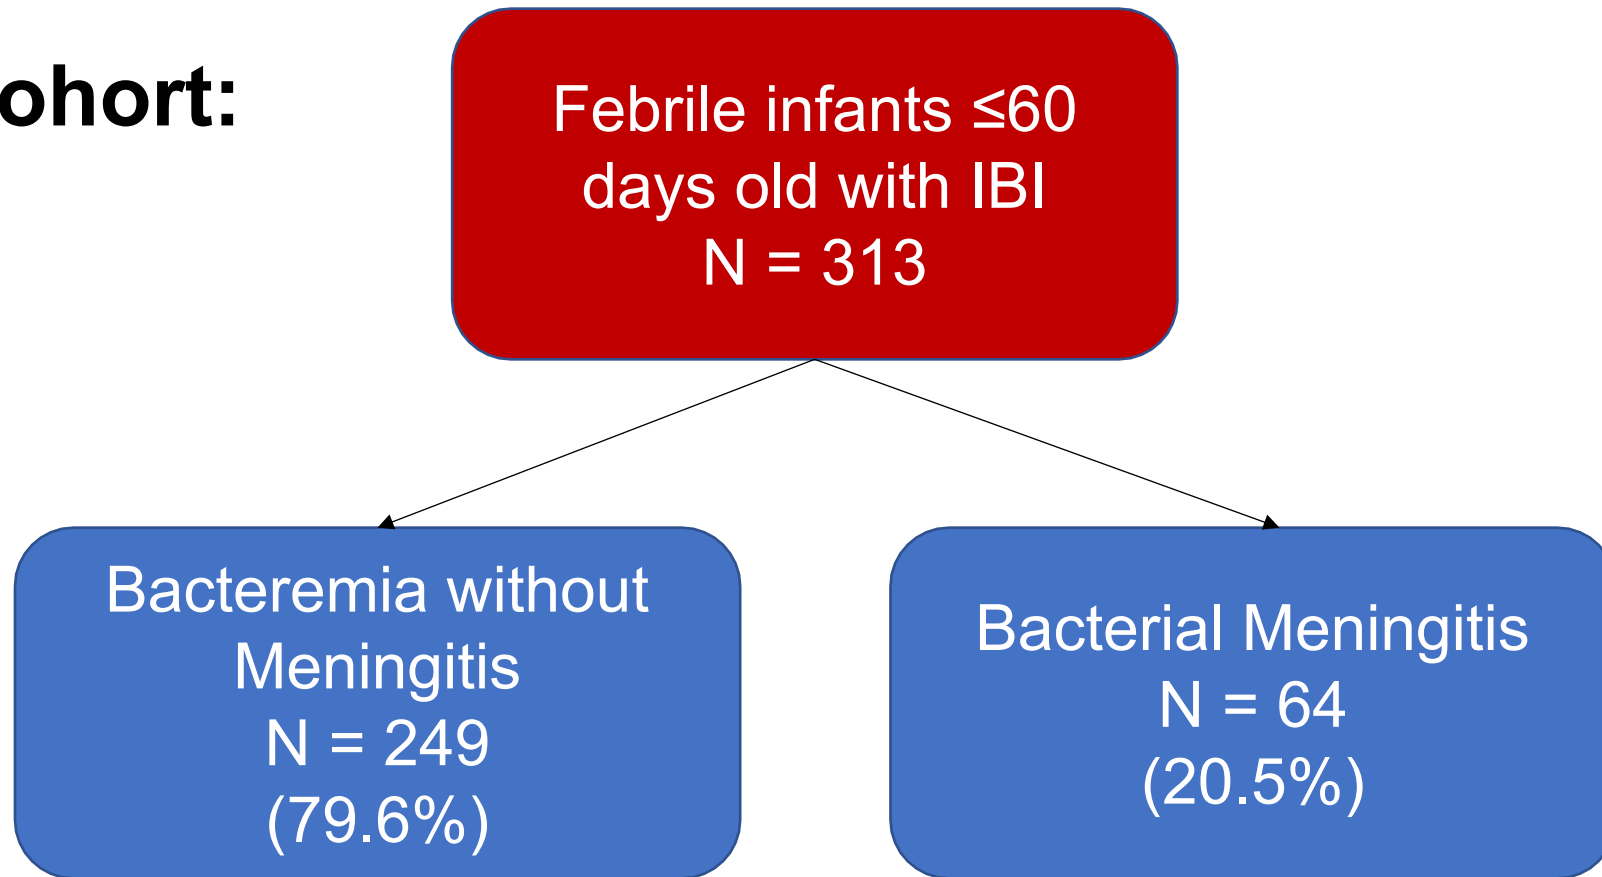 ohort:
Febrile infants ≤60
days old with IBI
N = 313
Bacteremia without
Meningitis
N = 249
(79.6%)
Bacterial Meningitis
N = 64
(20.5%)